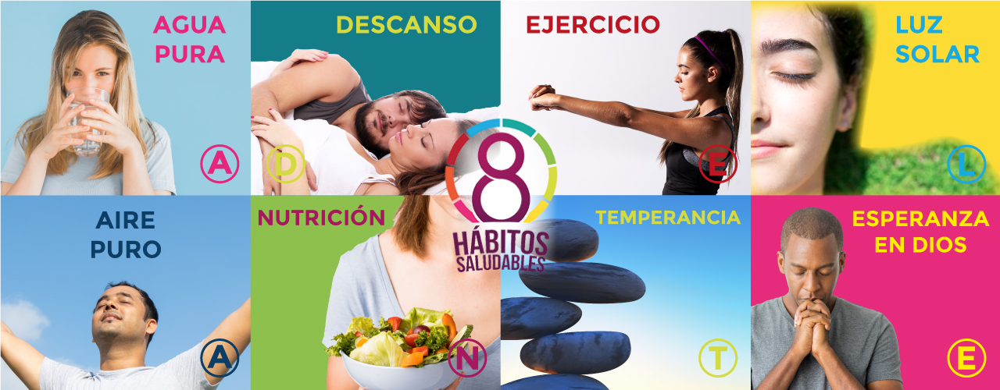 AGUA
PURA
A
DESCANSO
D
EJERCICIO
E
LUZ
SOLAR
L
8
HÁBITOS
SALUDABLES
AIRE
PURO
A
NUTRICIÓN
N
TEMPERANCIA
T
ESPERANZA
EN DIOS
E